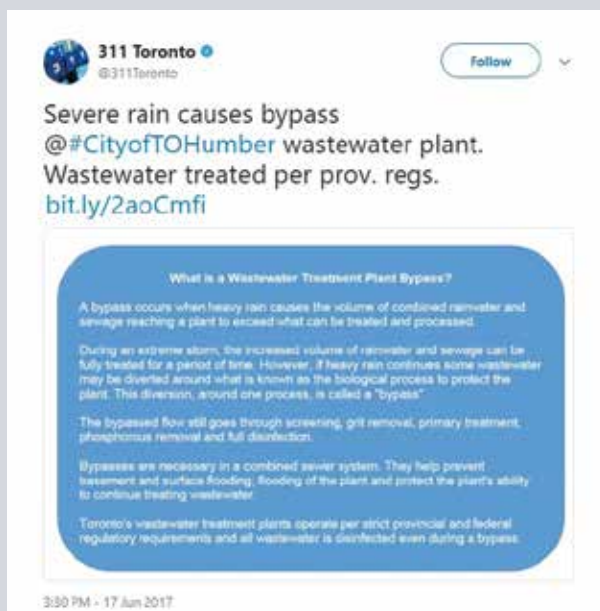 311 Toronto
@311Toronto
Follow
Severe rain causes bypass
@#CityofTOHumber wastewater plant.
Wastewater treated per prov. regs.
bit.ly/2aoCmfi
What is a Wastewater Treatment Plant Bypass?
A bypass occurs when heavy rain causes the volume of combined rainwater and
sewage reaching a plant to exceed what can be treated and processed.
During an extreme storm, the increased volume of rainwater and sewage can be
fully treated for a period of time. However, if heavy rain continues some wastewater
may be diverted around what is known as the biological process to protect the
plant. This diversion, around one process, is called a "bypass"
The bypassed flow still goes through screening, grit removal, primary treatment,
phosphorous removal and full disinfection.
Bypasses are necessary in a combined sewer system. They help prevent
basement and surface flooding, flooding of the plant and protect the plant's ability
to continue treating wastewater.
Toronto's wastewater treatment plants operate per strict provincial and federal
regulatory requirements and all wastewater is disinfected even during a bypass.
3:30 PM - 17 Jun 2017